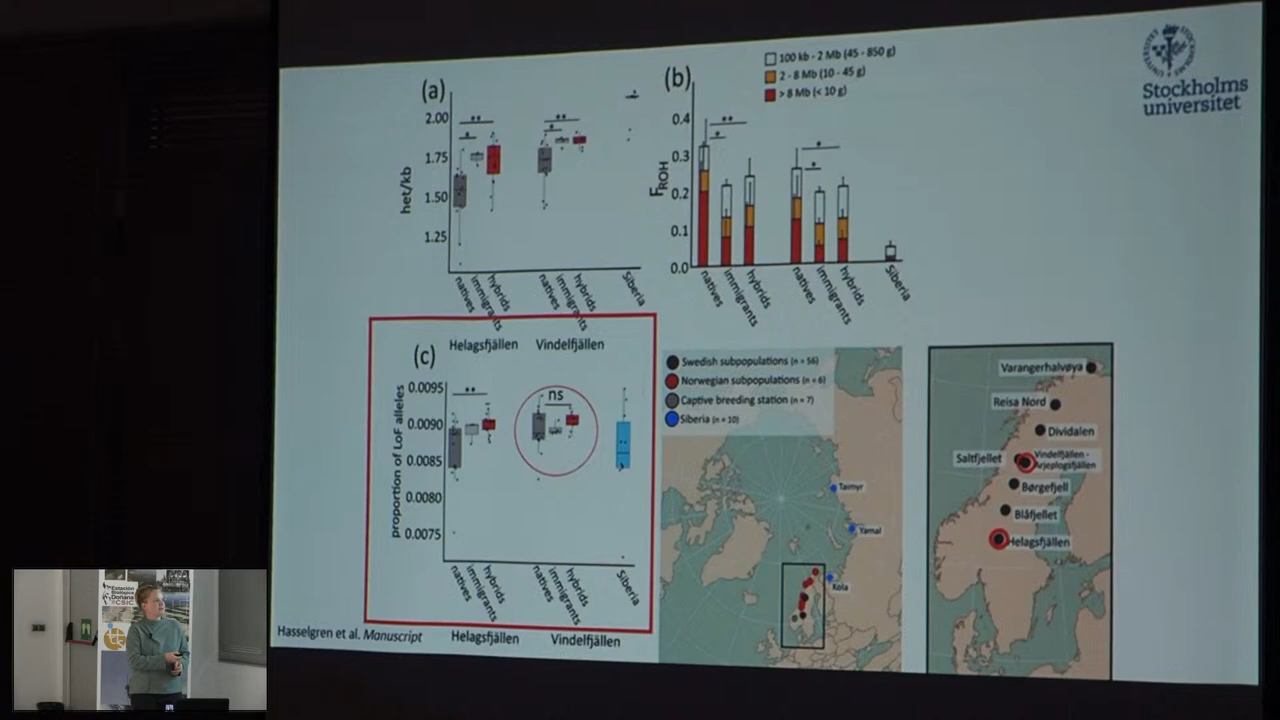 (a)
het/kb
2.00
1.75
1.50
1.25
**
*
**
*
natives
immigrants
hybrids
natives
immigrants
hybrids
Siberia
Helagsfjällen
Vindelfjällen
(b)
100 kb - 2 Mb (45 - 850 g)
2 - 8 Mb (10 - 45 g)
> 8 Mb (< 10 g)
FROH
0.4
0.3
0.2
0.1
0.0
**
*
*
*
natives
immigrants
hybrids
natives
immigrants
hybrids
Siberia
Stockholms
universitet
(c)
proportion of LoF alleles
0.0095
0.0090
0.0085
0.0080
0.0075
**
ns
natives
immigrants
hybrids
natives
immigrants
hybrids
Siberia
Helagsfjällen
Vindelfjällen
Hasselgren et al. Manuscript
Swedish subpopulations (n = 56)
Norwegian subpopulations (n = 6)
Captive breeding station (n = 7)
Siberia (n = 10)
Taimyr
Yamal
Kola
Varangerhalvøya
Reisa Nord
Dividalen
Saltfjellet
Vindelfjällen -
Arjeplogsfjällen
Børgefjell
Blåfjellet
Helagsfjällen
Estación
Biológica
Doñana
CSIC